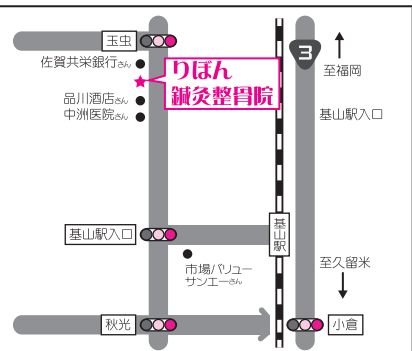 玉虫
佐賀共栄銀行さん
りぼん
鍼灸整骨院
品川酒店さん
中洲医院さん
3
至福岡
基山駅入口
基山駅入口
基山駅
市場バリュー
サンエーさん
至久留米
秋光
小倉